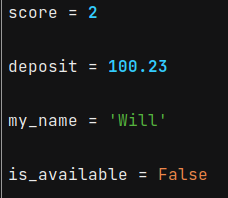 score = 2
deposit = 100.23
my_name = 'Will'
is_available = False